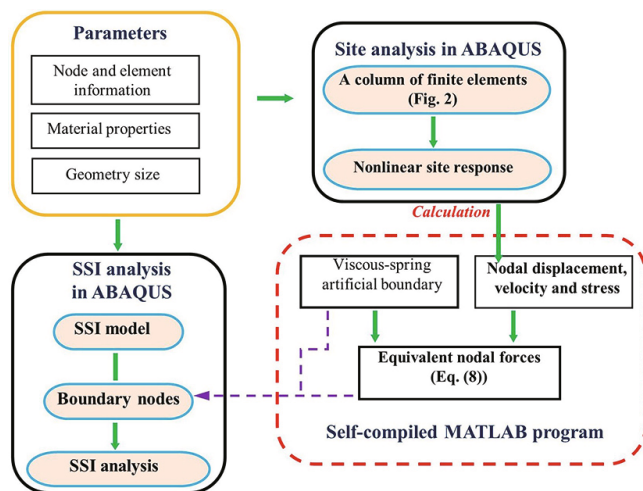 Parameters
Node and element
information
Material properties
Geometry size
Site analysis in ABAQUS
A column of finite elements
(Fig. 2)
Nonlinear site response
Calculation
SSI analysis
in ABAQUS
SSI model
Boundary nodes
SSI analysis
Viscous-spring
artificial boundary
Nodal displacement,
velocity and stress
Equivalent nodal forces
(Eq. (8))
Self-compiled MATLAB program